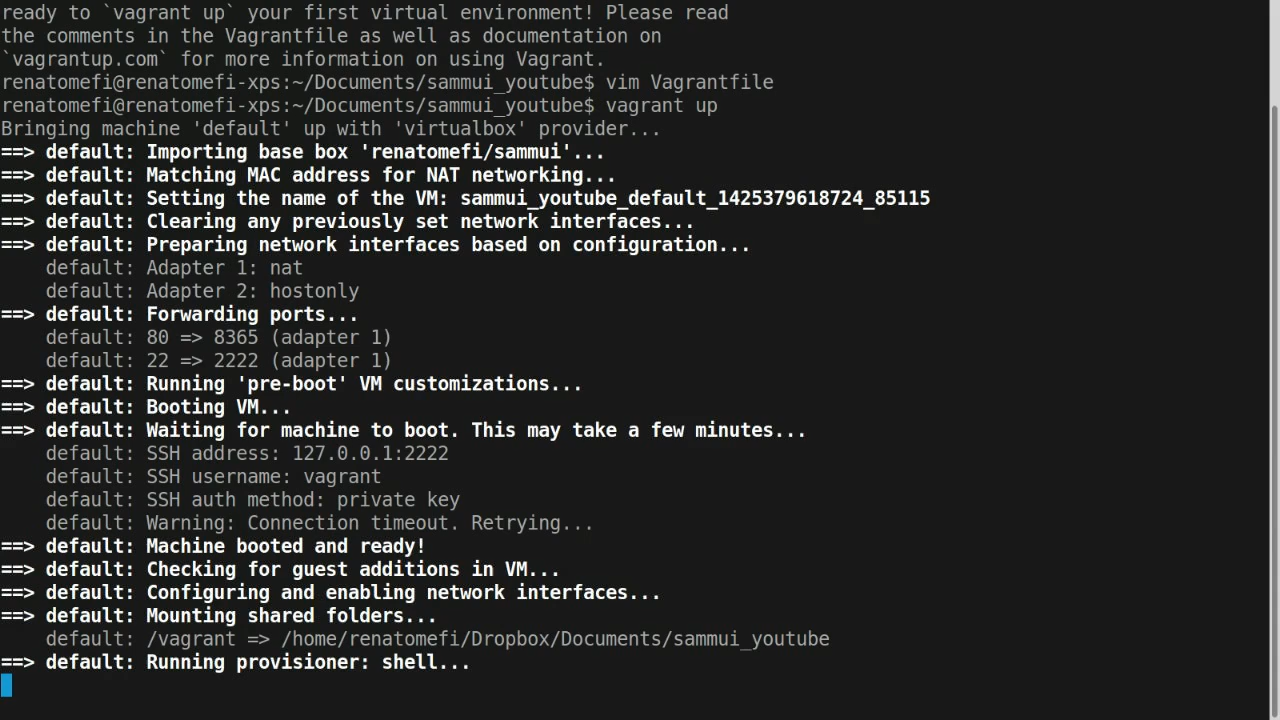 ready to `vagrant up` your first virtual environment! Please read
the comments in the Vagrantfile as well as documentation on
`vagrantup.com` for more information on using Vagrant.
renatomefi@renatomefi-xps:~/Documents/sammui_youtube$ vim Vagrantfile
renatomefi@renatomefi-xps:~/Documents/sammui_youtube$ vagrant up
Bringing machine 'default' up with 'virtualbox' provider...
==> default: Importing base box 'renatomefi/sammui'...
==> default: Matching MAC address for NAT networking...
==> default: Setting the name of the VM: sammui_youtube_default_1425379618724_85115
==> default: Clearing any previously set network interfaces...
==> default: Preparing network interfaces based on configuration...
    default: Adapter 1: nat
    default: Adapter 2: hostonly
==> default: Forwarding ports...
    default: 80 => 8365 (adapter 1)
    default: 22 => 2222 (adapter 1)
==> default: Running 'pre-boot' VM customizations...
==> default: Booting VM...
==> default: Waiting for machine to boot. This may take a few minutes...
    default: SSH address: 127.0.0.1:2222
    default: SSH username: vagrant
    default: SSH auth method: private key
    default: Warning: Connection timeout. Retrying...
==> default: Machine booted and ready!
==> default: Checking for guest additions in VM...
==> default: Configuring and enabling network interfaces...
==> default: Mounting shared folders...
    default: /vagrant => /home/renatomefi/Dropbox/Documents/sammui_youtube
==> default: Running provisioner: shell...